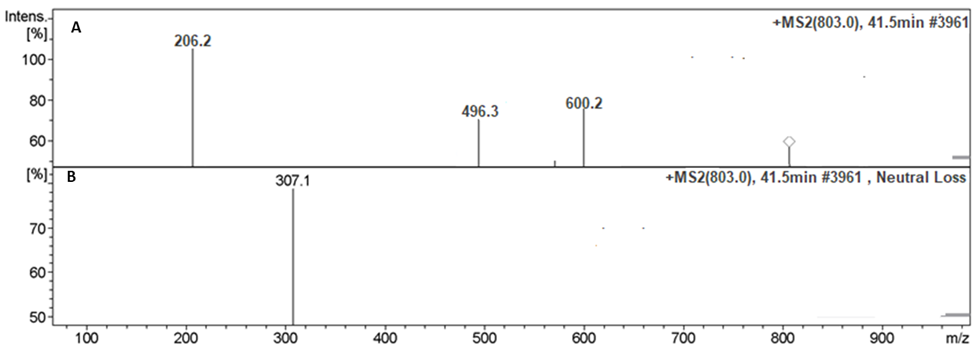 Intens.
[%]
A
+MS2(803.0), 41.5min #3961
206.2
496.3
600.2
100
80
60
[%]
B
+MS2(803.0), 41.5min #3961 , Neutral Loss
307.1
70
60
50
100 200 300 400 500 600 700 800 900 m/z